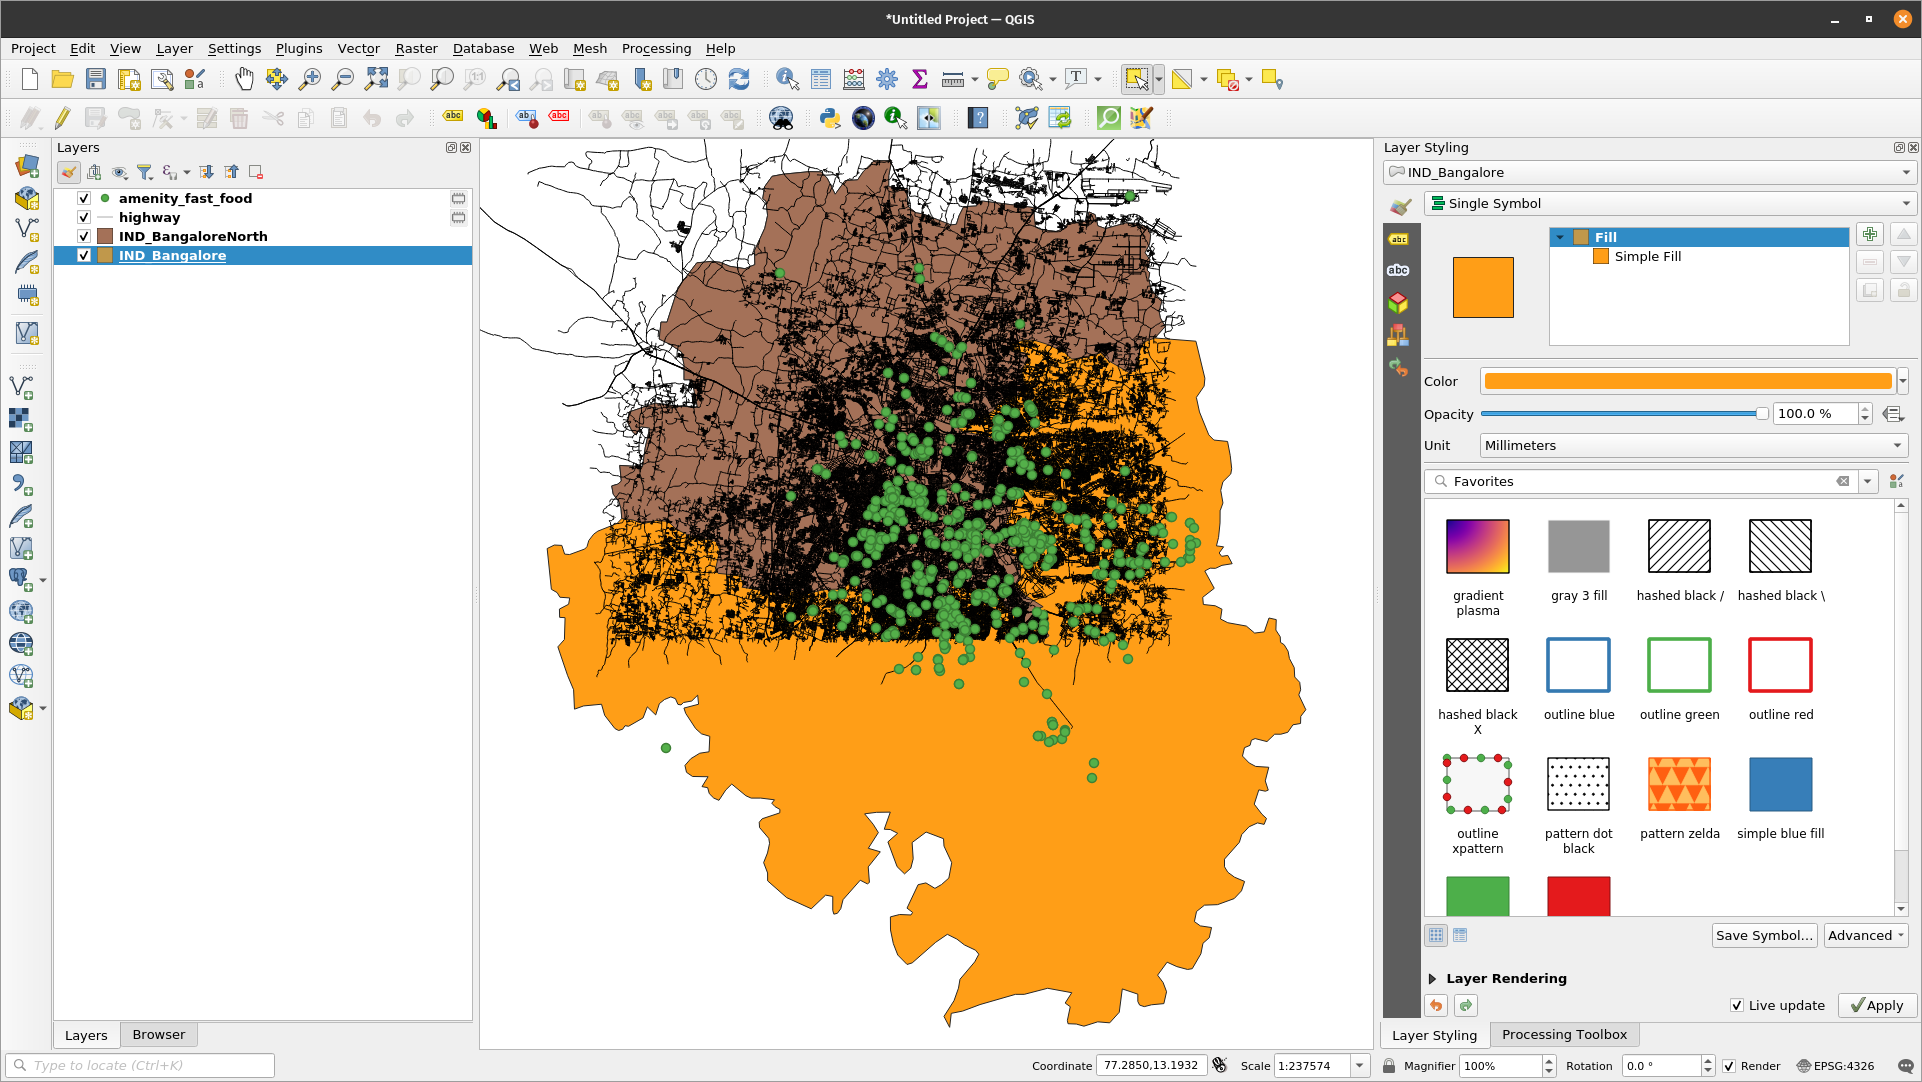 *Untitled Project — QGIS
Project Edit View Layer Settings Plugins Vector Raster Database Web Mesh Processing Help
Layers
amenity_fast_food
highway
IND_BangaloreNorth
IND_Bangalore
Layers Browser
Type to locate (Ctrl+K)
Layer Styling
IND_Bangalore
Single Symbol
Fill
Simple Fill
Color
Opacity 100.0 %
Unit Millimeters
Favorites
gradient plasma
gray 3 fill
hashed black /
hashed black \
hashed black X
outline blue
outline green
outline red
outline xpattern
pattern dot black
pattern zelda
simple blue fill
Save Symbol... Advanced
Layer Rendering
Live update Apply
Layer Styling Processing Toolbox
Coordinate 77.2850,13.1932 Scale 1:237574 Magnifier 100% Rotation 0.0 ° Render EPSG:4326